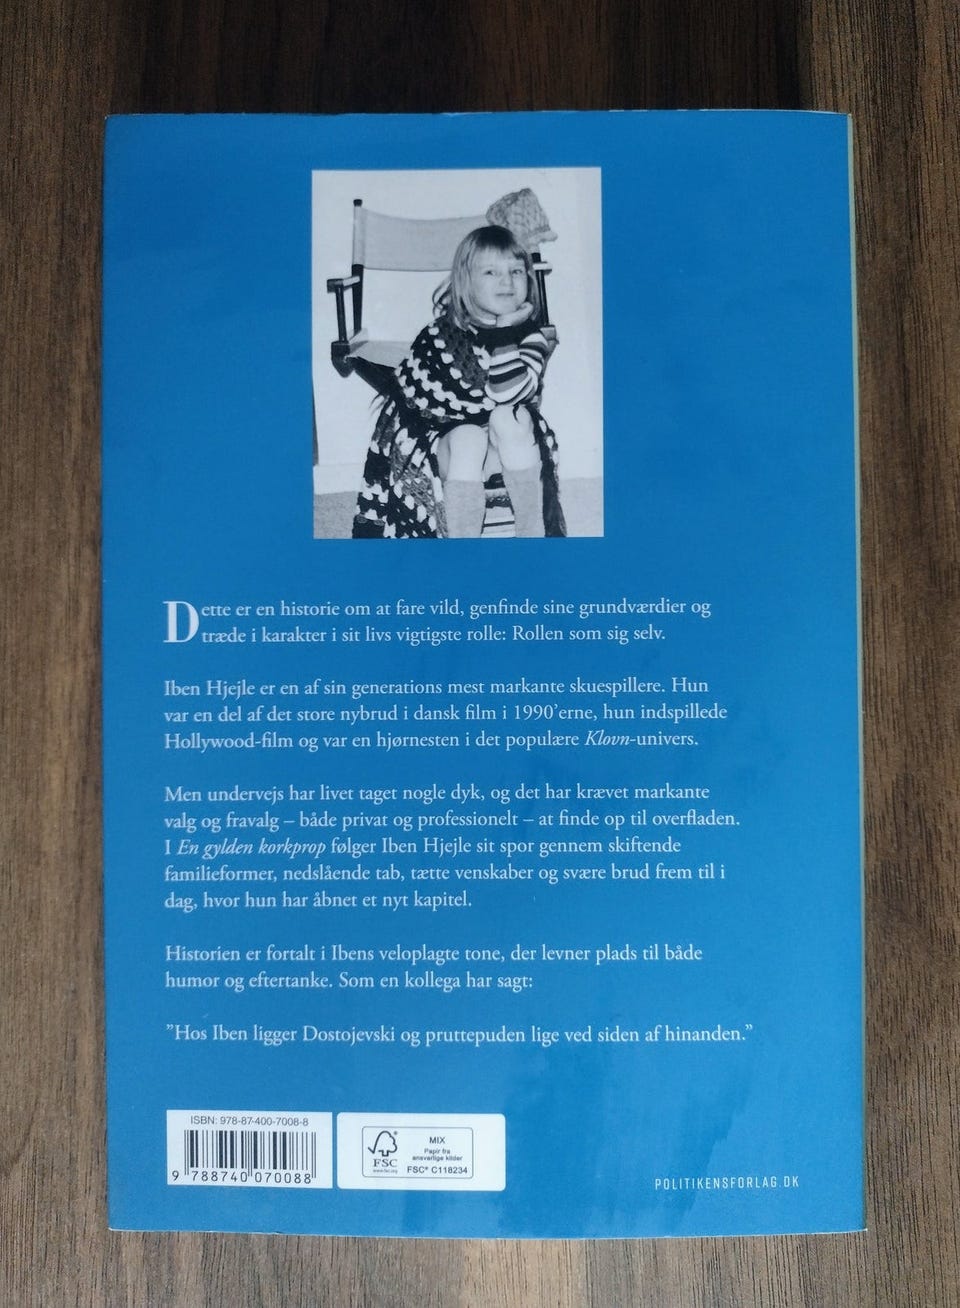 Dette er en historie om at fare vild, genfinde sine grundværdier og
træde i karakter i sit livs vigtigste rolle: Rollen som sig selv.
Iben Hjejle er en af sin generations mest markante skuespillere. Hun
var en del af det store nybrud i dansk film i 1990’erne, hun indspillede
Hollywood-film og var en hjørnesten i det populære Klovn-univers.
Men undervejs har livet taget nogle dyk, og det har krævet markante
valg og fravalg – både privat og professionelt – at finde op til overfladen.
I En gylden korkprop følger Iben Hjejle sit spor gennem skiftende
familieformer, nedslående tab, tætte venskaber og svære brud frem til i
dag, hvor hun har åbnet et nyt kapitel.
Historien er fortalt i Ibens veloplagte tone, der levner plads til både
humor og eftertanke. Som en kollega har sagt:
”Hos Iben ligger Dostojevski og pruttepuden lige ved siden af hinanden.”
ISBN: 978-87-400-7008-8
9 788740 070088
FSC
www.fsc.org
MIX
Papir fra
ansvarlige kilder
FSC® C118234
POLITIKENSFORLAG.DK